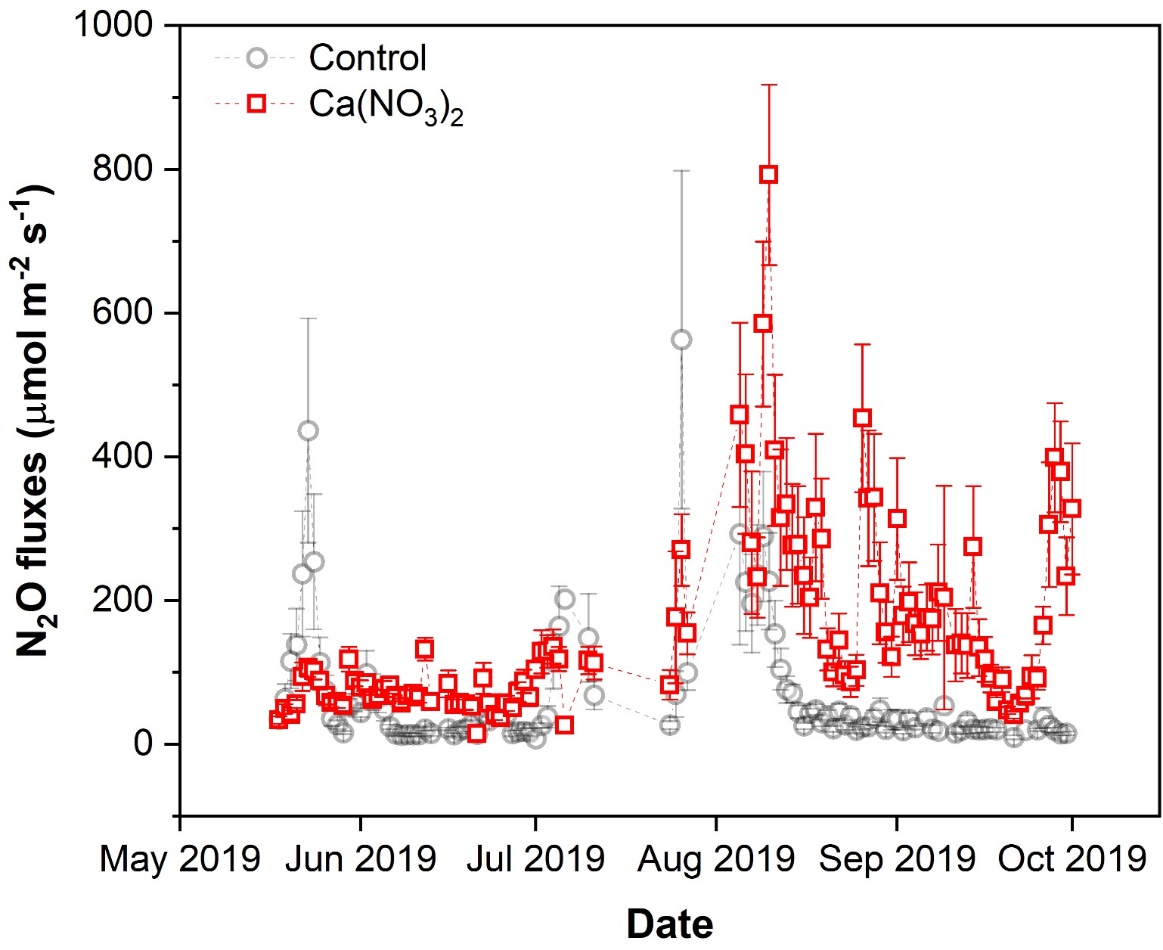 1000
800
600
400
200
0
N₂O fluxes (μmol m⁻² s⁻¹)
Control
Ca(NO₃)₂
May 2019 Jun 2019 Jul 2019 Aug 2019 Sep 2019 Oct 2019
Date